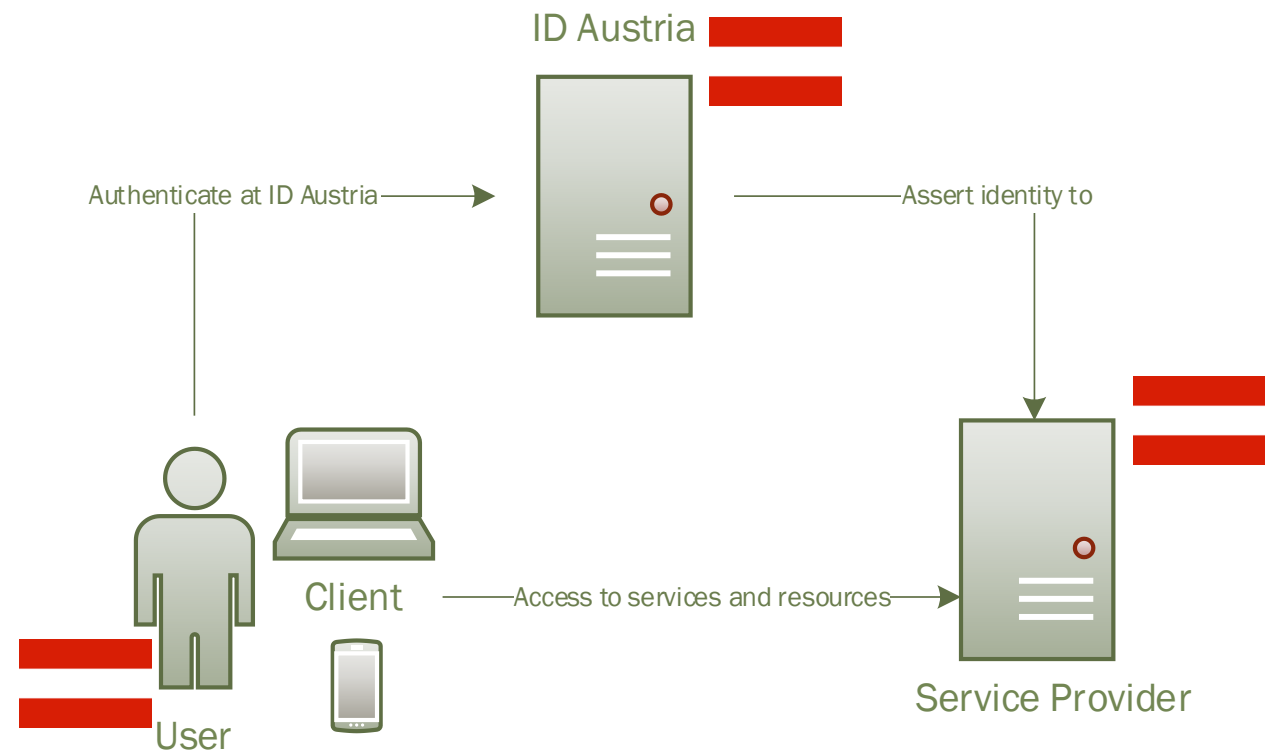 ID Austria
Authenticate at ID Austria
Assert identity to
Client
Access to services and resources
Service Provider
User